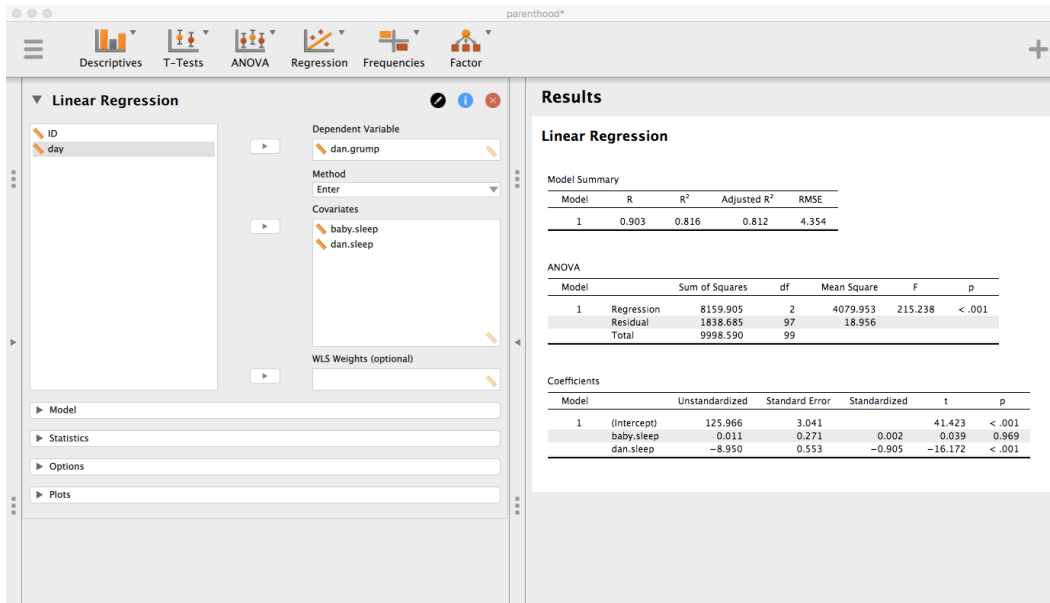 parenthood*
Descriptives T-Tests ANOVA Regression Frequencies Factor
Linear Regression
ID
day
Dependent Variable
dan.grump
Method
Enter
Covariates
baby.sleep
dan.sleep
WLS Weights (optional)
Model
Statistics
Options
Plots
Results
Linear Regression
Model Summary
Model R R² Adjusted R² RMSE
1 0.903 0.816 0.812 4.354
ANOVA
Model Sum of Squares df Mean Square F p
1 Regression 8159.905 2 4079.953 215.238 < .001
Residual 1838.685 97 18.956
Total 9998.590 99
Coefficients
Model Unstandardized Standard Error Standardized t p
1 (Intercept) 125.966 3.041 41.423 < .001
baby.sleep 0.011 0.271 0.002 0.039 0.969
dan.sleep −8.950 0.553 −0.905 −16.172 < .001